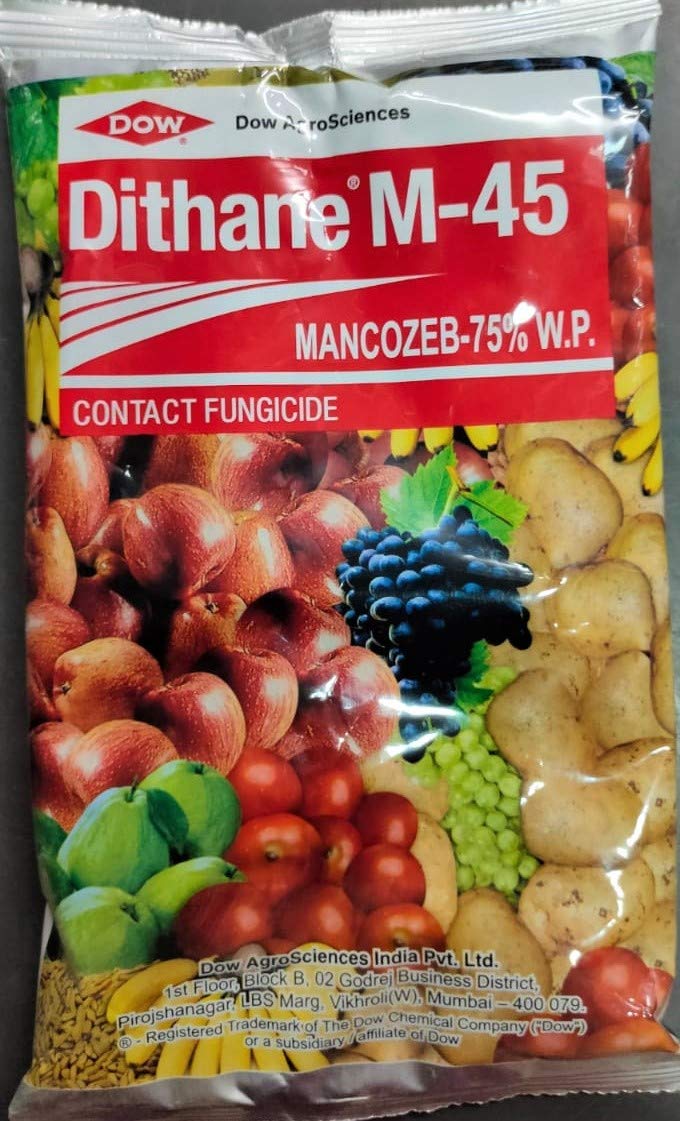 DOW
Dow AgroSciences
Dithane® M-45
MANCOZEB-75% W.P.
CONTACT FUNGICIDE
Dow AgroSciences India Pvt. Ltd.
1st Floor, Block B, 02 Godrej Business District,
Pirojshanagar, LBS Marg, Vikhroli(W), Mumbai – 400 079.
® - Registered Trademark of The Dow Chemical Company ("Dow")
or a subsidiary / affiliate of Dow